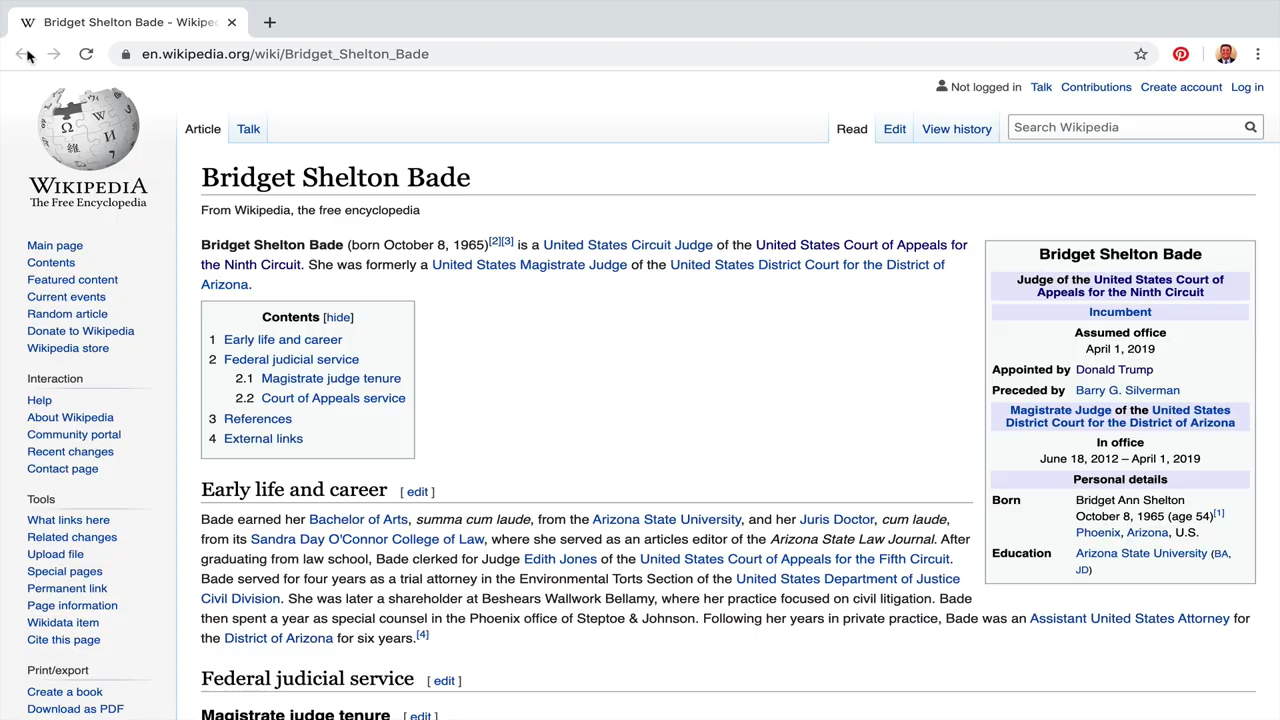 Bridget Shelton Bade - Wikipe
en.wikipedia.org/wiki/Bridget_Shelton_Bade
Not logged in Talk Contributions Create account Log in
Article Talk Read Edit View history Search Wikipedia
WIKIPEDIA
The Free Encyclopedia
Main page
Contents
Featured content
Current events
Random article
Donate to Wikipedia
Wikipedia store
Interaction
Help
About Wikipedia
Community portal
Recent changes
Contact page
Tools
What links here
Related changes
Upload file
Special pages
Permanent link
Page information
Wikidata item
Cite this page
Print/export
Create a book
Download as PDF
Bridget Shelton Bade
From Wikipedia, the free encyclopedia
Bridget Shelton Bade (born October 8, 1965)[2][3] is a United States Circuit Judge of the United States Court of Appeals for
the Ninth Circuit. She was formerly a United States Magistrate Judge of the United States District Court for the District of
Arizona.
Contents [hide]
1 Early life and career
2 Federal judicial service
2.1 Magistrate judge tenure
2.2 Court of Appeals service
3 References
4 External links
Early life and career [ edit ]
Bade earned her Bachelor of Arts, summa cum laude, from the Arizona State University, and her Juris Doctor, cum laude,
from its Sandra Day O'Connor College of Law, where she served as an articles editor of the Arizona State Law Journal. After
graduating from law school, Bade clerked for Judge Edith Jones of the United States Court of Appeals for the Fifth Circuit.
Bade served for four years as a trial attorney in the Environmental Torts Section of the United States Department of Justice
Civil Division. She was later a shareholder at Beshears Wallwork Bellamy, where her practice focused on civil litigation. Bade
then spent a year as special counsel in the Phoenix office of Steptoe & Johnson. Following her years in private practice, Bade was an Assistant United States Attorney for
the District of Arizona for six years.[4]
Federal judicial service [ edit ]
Magistrate judge tenure [ edit ]
Bridget Shelton Bade
Judge of the United States Court of
Appeals for the Ninth Circuit
Incumbent
Assumed office
April 1, 2019
Appointed by Donald Trump
Preceded by Barry G. Silverman
Magistrate Judge of the United States
District Court for the District of Arizona
In office
June 18, 2012 – April 1, 2019
Personal details
Born Bridget Ann Shelton
October 8, 1965 (age 54)[1]
Phoenix, Arizona, U.S.
Education Arizona State University (BA,
JD)